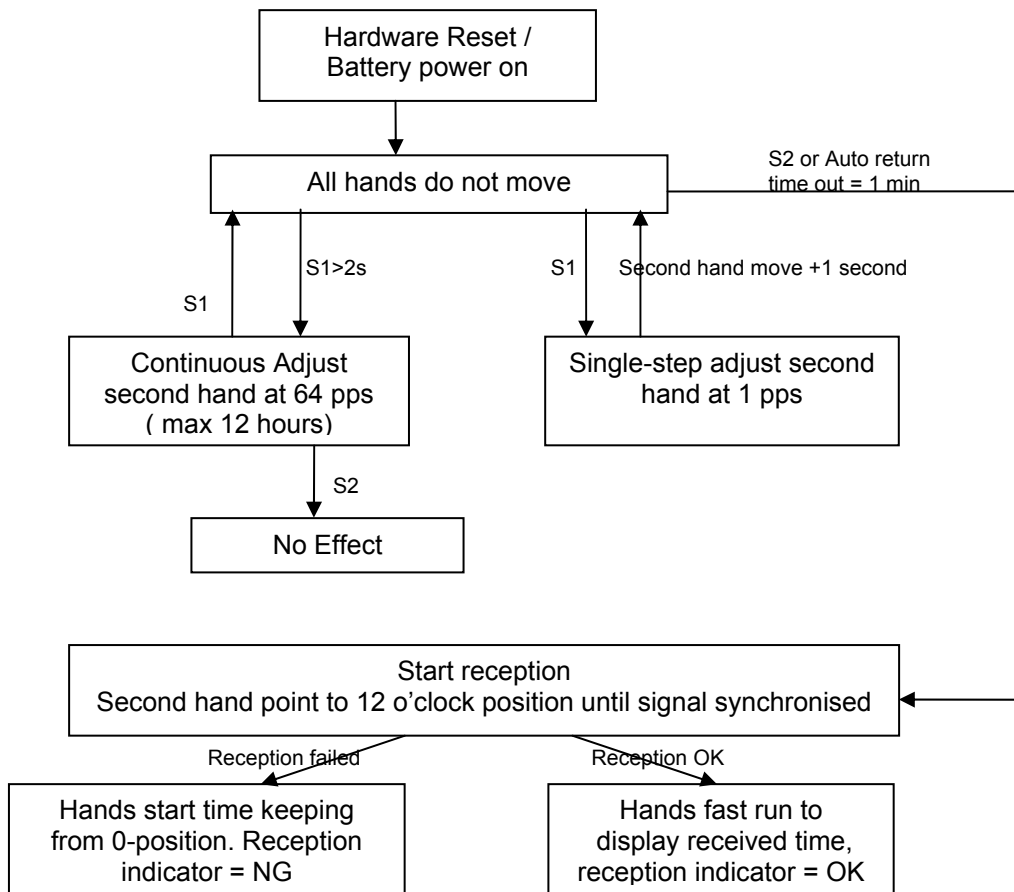 Hardware Reset /
Battery power on
All hands do not move
S2 or Auto return
time out = 1 min
S1
S1>2s
S1
Second hand move +1 second
Continuous Adjust
second hand at 64 pps
( max 12 hours)
Single-step adjust second
hand at 1 pps
S2
No Effect
Start reception
Second hand point to 12 o’clock position until signal synchronised
Reception failed
Reception OK
Hands start time keeping
from 0-position. Reception
indicator = NG
Hands fast run to
display received time,
reception indicator = OK